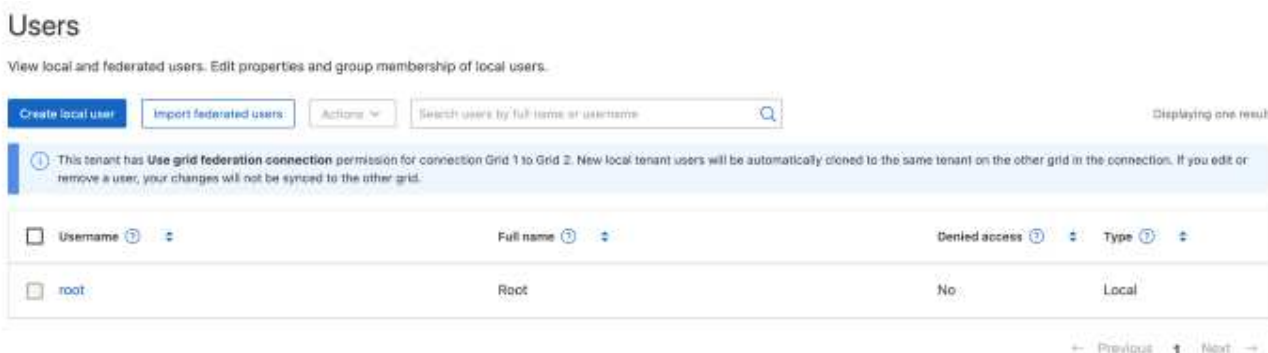 Users
View local and federated users. Edit properties and group membership of local users.
Create local user Import federated users Actions Search users by full name or username Displaying one result
This tenant has Use grid federation connection permission for connection Grid 1 to Grid 2. New local tenant users will be automatically cloned to the same tenant on the other grid in the connection. If you edit or
remove a user, your changes will not be synced to the other grid.
Username Full name Denied access Type
root Root No Local
← Previous 1 Next →